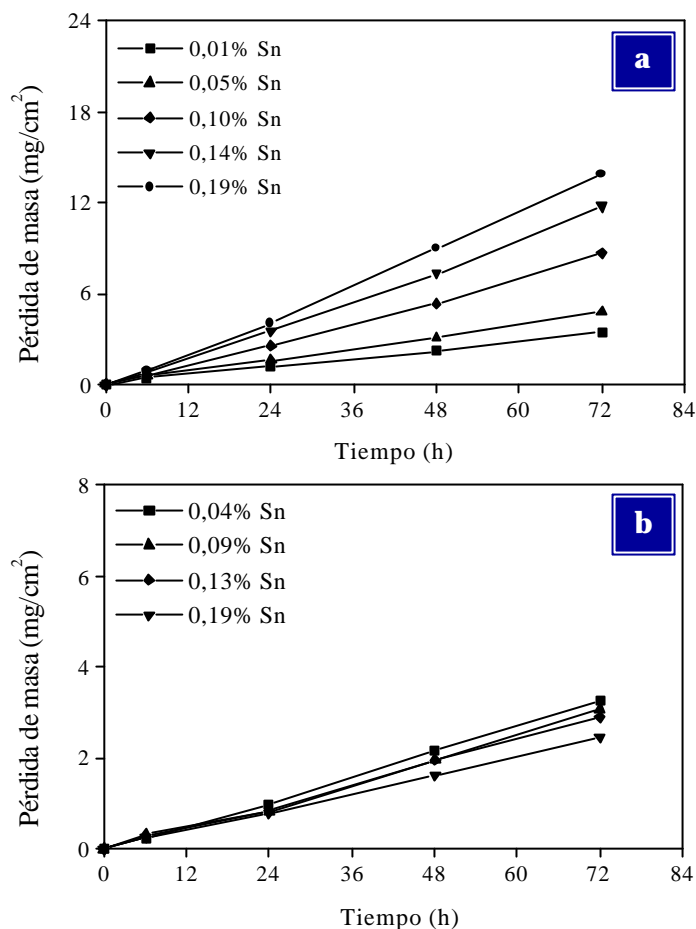 24
18
12
6
0
Pérdida de masa (mg/cm²)
0,01% Sn
0,05% Sn
0,10% Sn
0,14% Sn
0,19% Sn
a
0 12 24 36 48 60 72 84
Tiempo (h)
8
6
4
2
0
Pérdida de masa (mg/cm²)
0,04% Sn
0,09% Sn
0,13% Sn
0,19% Sn
b
0 12 24 36 48 60 72 84
Tiempo (h)